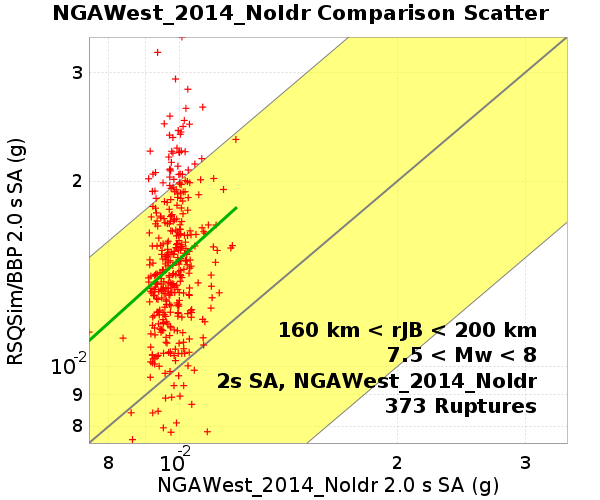 NGAWest_2014_NoIdr Comparison Scatter
RSQSim/BBP 2.0 s SA (g)
3
2
10-2
9
8
160 km < rJB < 200 km
7.5 < Mw < 8
2s SA, NGAWest_2014_NoIdr
373 Ruptures
8 10-2 2 3
NGAWest_2014_NoIdr 2.0 s SA (g)